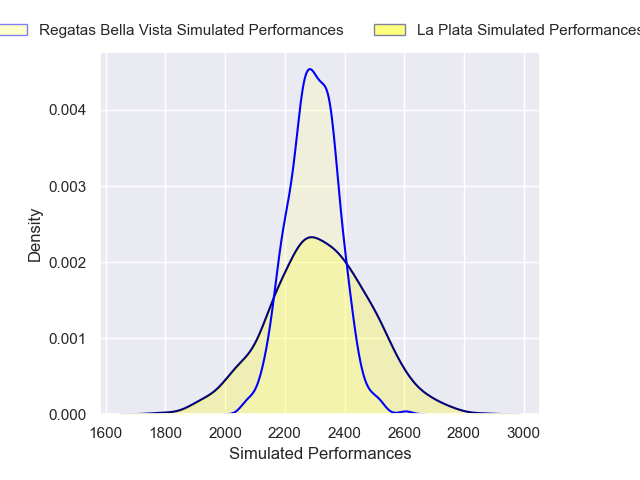 Regatas Bella Vista Simulated Performances
La Plata Simulated Performances
0.004
0.003
0.002
0.001
0.000
Density
1600 1800 2000 2200 2400 2600 2800 3000
Simulated Performances